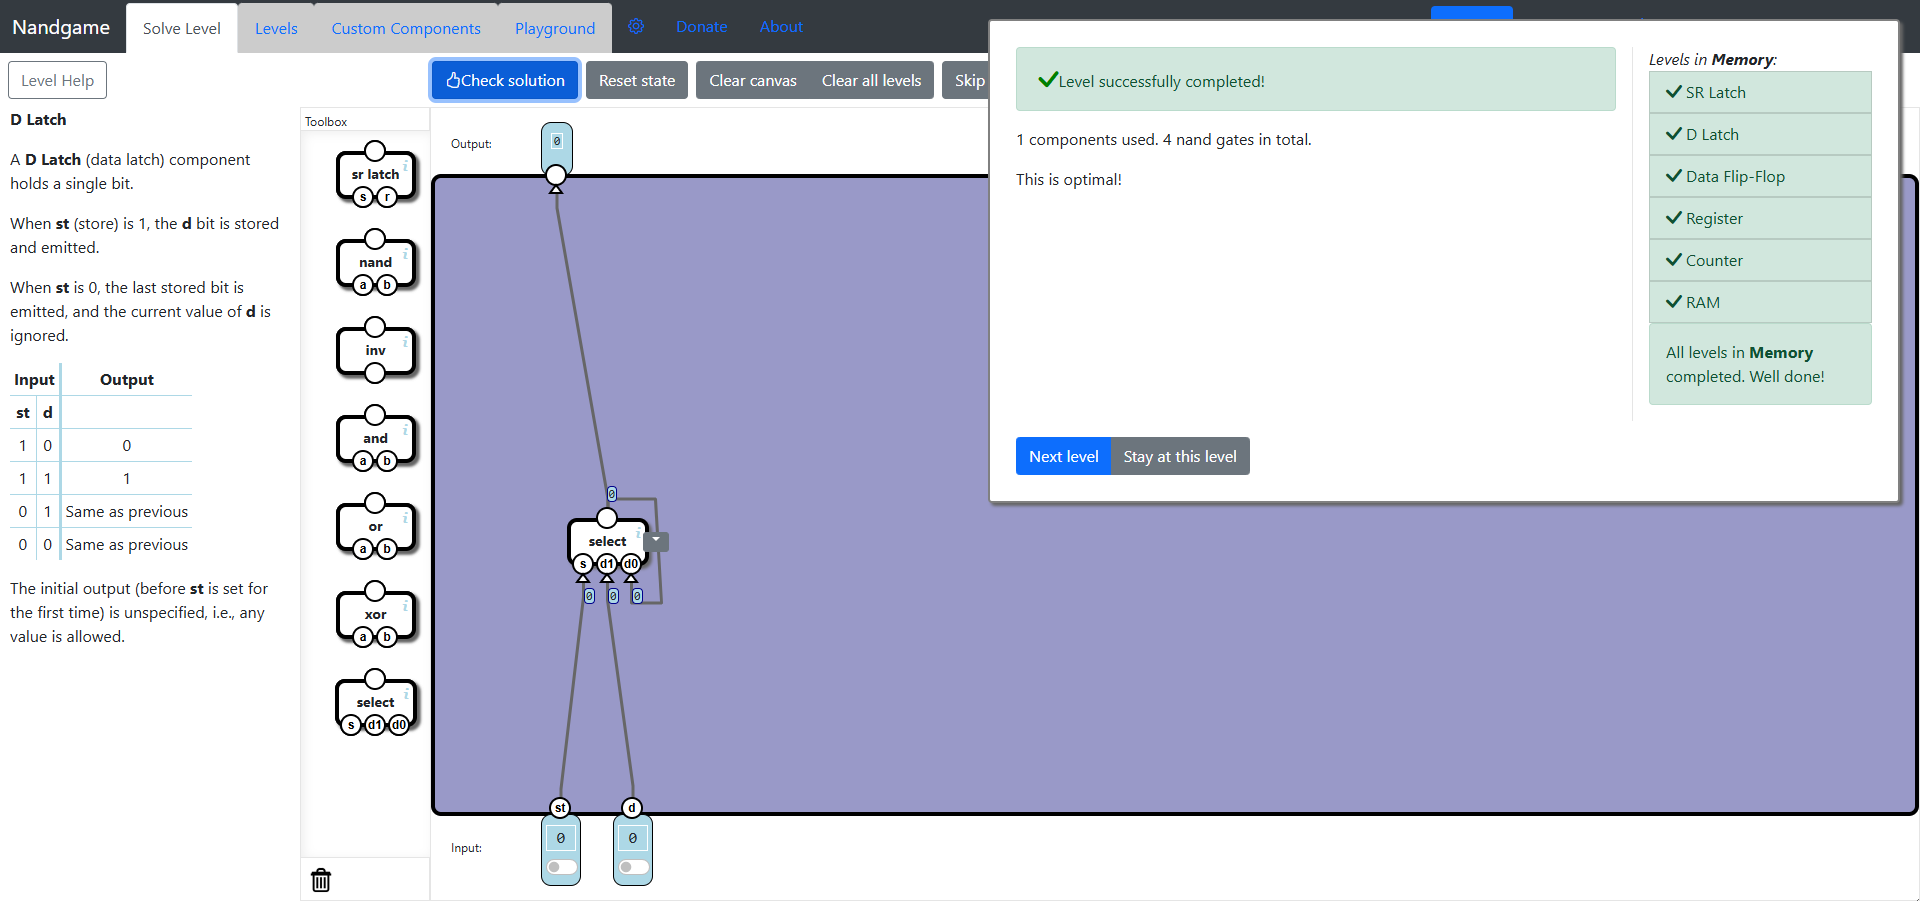 Nandgame
Solve Level
Levels
Custom Components
Playground
Donate
About
Level Help
Check solution
Reset state
Clear canvas
Clear all levels
Skip
D Latch
A D Latch (data latch) component
holds a single bit.
When st (store) is 1, the d bit is stored
and emitted.
When st is 0, the last stored bit is
emitted, and the current value of d is
ignored.
Input Output
st d
1 0 0
1 1 1
0 1 Same as previous
0 0 Same as previous
The initial output (before st is set for
the first time) is unspecified, i.e., any
value is allowed.
Toolbox
i
sr latch
s r
i
nand
a b
i
inv
i
and
a b
i
or
a b
i
xor
a b
i
select
s d1 d0
Output:
0
0
i
select
s d1 d0
0 0 0
st d
Input:
0 0
Level successfully completed!
1 components used. 4 nand gates in total.
This is optimal!
Next level
Stay at this level
Levels in Memory:
SR Latch
D Latch
Data Flip-Flop
Register
Counter
RAM
All levels in Memory
completed. Well done!